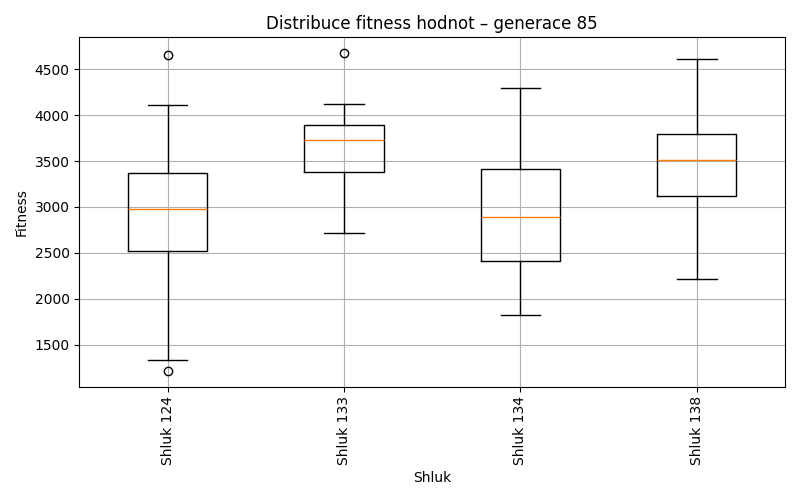 Distribuce fitness hodnot – generace 85
Fitness
4500
4000
3500
3000
2500
2000
1500
Shluk 124
Shluk 133
Shluk 134
Shluk 138
Shluk